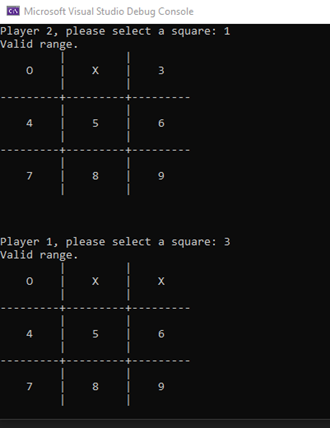 Microsoft Visual Studio Debug Console
Player 2, please select a square: 1
Valid range.
| |
O | X | 3
| |
---------+---------+---------
| |
4 | 5 | 6
| |
---------+---------+---------
| |
7 | 8 | 9
| |
Player 1, please select a square: 3
Valid range.
| |
O | X | X
| |
---------+---------+---------
| |
4 | 5 | 6
| |
---------+---------+---------
| |
7 | 8 | 9
| |